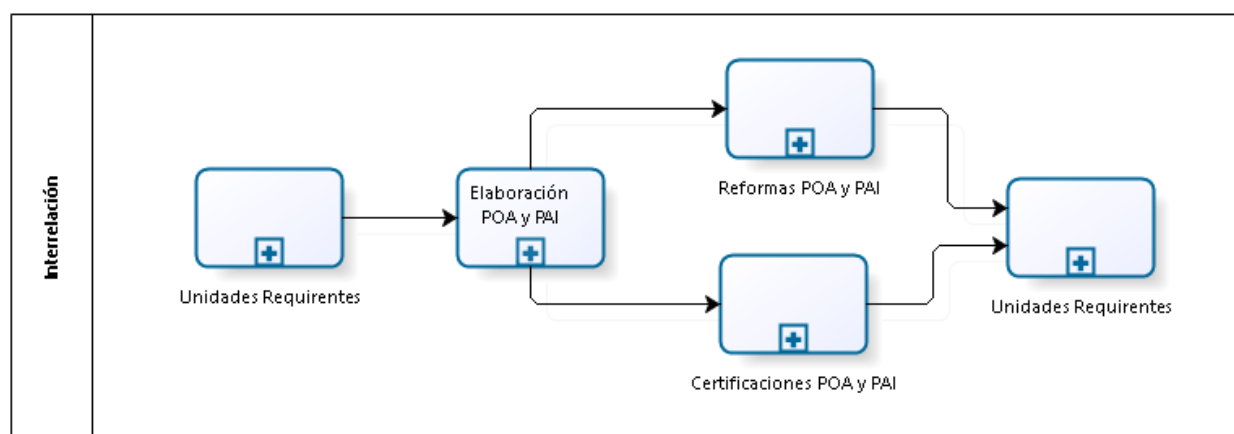 Interrelación
Unidades Requirentes
Elaboración
POA y PAI
Reformas POA y PAI
Certificaciones POA y PAI
Unidades Requirentes